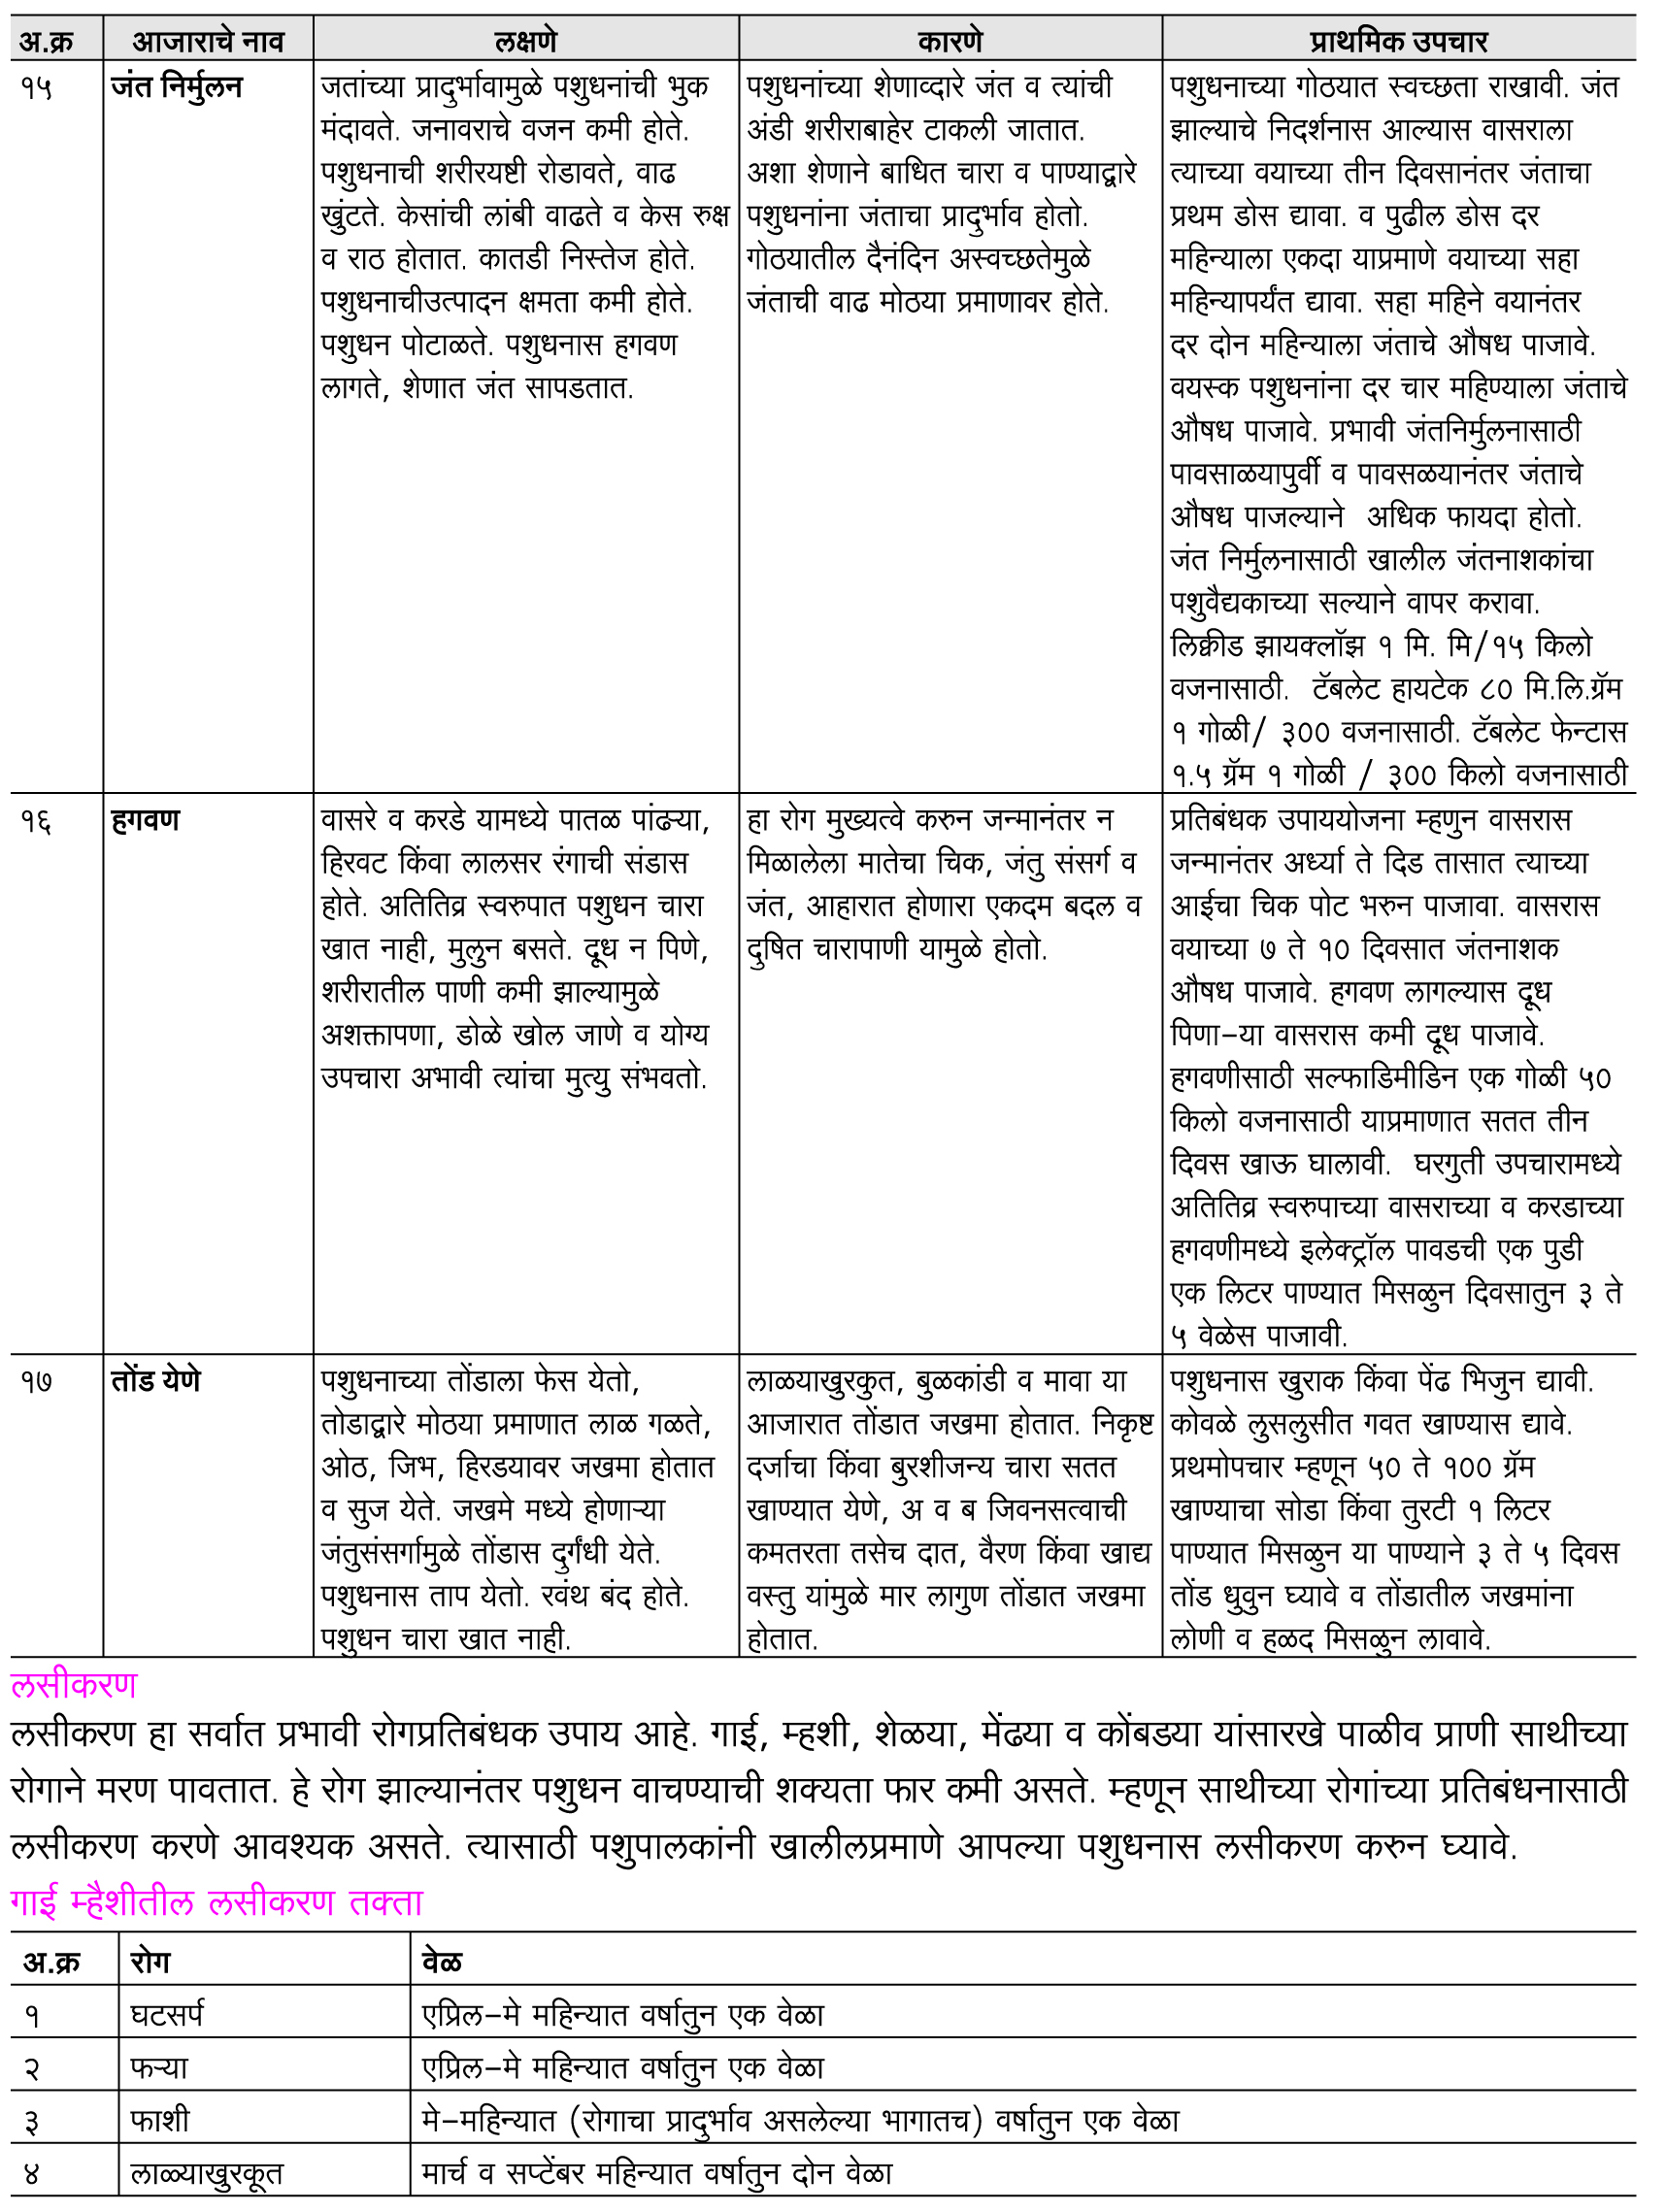 अ.क्र आजाराचे नाव लक्षणे कारणे प्राथमिक उपचार
१५ जंत निर्मुलन
जतांच्या प्रादुर्भावामुळे पशुधनांची भुक
मंदावते. जनावराचे वजन कमी होते.
पशुधनाची शरीरयष्टी रोडावते, वाढ
खुंटते. केसांची लांबी वाढते व केस रुक्ष
व राठ होतात. कातडी निस्तेज होते.
पशुधनाचीउत्पादन क्षमता कमी होते.
पशुधन पोटाळते. पशुधनास हगवण
लागते, शेणात जंत सापडतात.
पशुधनांच्या शेणाव्दारे जंत व त्यांची
अंडी शरीराबाहेर टाकली जातात.
अशा शेणाने बाधित चारा व पाण्याद्वारे
पशुधनांना जंताचा प्रादुर्भाव होतो.
गोठयातील दैनंदिन अस्वच्छतेमुळे
जंताची वाढ मोठया प्रमाणावर होते.
पशुधनाच्या गोठयात स्वच्छता राखावी. जंत
झाल्याचे निदर्शनास आल्यास वासराला
त्याच्या वयाच्या तीन दिवसानंतर जंताचा
प्रथम डोस द्यावा. व पुढील डोस दर
महिन्याला एकदा याप्रमाणे वयाच्या सहा
महिन्यापर्यंत द्यावा. सहा महिने वयानंतर
दर दोन महिन्याला जंताचे औषध पाजावे.
वयस्क पशुधनांना दर चार महिण्याला जंताचे
औषध पाजावे. प्रभावी जंतनिर्मुलनासाठी
पावसाळयापुर्वी व पावसळयानंतर जंताचे
औषध पाजल्याने अधिक फायदा होतो.
जंत निर्मुलनासाठी खालील जंतनाशकांचा
पशुवैद्यकाच्या सल्याने वापर करावा.
लिक्वीड झायक्लॉझ १ मि. मि/१५ किलो
वजनासाठी. टॅबलेट हायटेक ८० मि.लि.ग्रॅम
१ गोळी/ ३०० वजनासाठी. टॅबलेट फेन्टास
१.५ ग्रॅम १ गोळी / ३०० किलो वजनासाठी
१६ हगवण
वासरे व करडे यामध्ये पातळ पांढऱ्या,
हिरवट किंवा लालसर रंगाची संडास
होते. अतितिव्र स्वरुपात पशुधन चारा
खात नाही, मुलुन बसते. दूध न पिणे,
शरीरातील पाणी कमी झाल्यामुळे
अशक्तापणा, डोळे खोल जाणे व योग्य
उपचारा अभावी त्यांचा मुत्यु संभवतो.
हा रोग मुख्यत्वे करुन जन्मानंतर न
मिळालेला मातेचा चिक, जंतु संसर्ग व
जंत, आहारात होणारा एकदम बदल व
दुषित चारापाणी यामुळे होतो.
प्रतिबंधक उपाययोजना म्हणुन वासरास
जन्मानंतर अर्ध्या ते दिड तासात त्याच्या
आईचा चिक पोट भरुन पाजावा. वासरास
वयाच्या ७ ते १० दिवसात जंतनाशक
औषध पाजावे. हगवण लागल्यास दूध
पिणा-या वासरास कमी दूध पाजावे.
हगवणीसाठी सल्फाडिमीडिन एक गोळी ५०
किलो वजनासाठी याप्रमाणात सतत तीन
दिवस खाऊ घालावी. घरगुती उपचारामध्ये
अतितिव्र स्वरुपाच्या वासराच्या व करडाच्या
हगवणीमध्ये इलेक्ट्रॉल पावडची एक पुडी
एक लिटर पाण्यात मिसळुन दिवसातुन ३ ते
५ वेळेस पाजावी.
१७ तोंड येणे
पशुधनाच्या तोंडाला फेस येतो,
तोडाद्वारे मोठया प्रमाणात लाळ गळते,
ओठ, जिभ, हिरडयावर जखमा होतात
व सुज येते. जखमे मध्ये होणाऱ्या
जंतुसंसर्गामुळे तोंडास दुर्गंधी येते.
पशुधनास ताप येतो. रवंथ बंद होते.
पशुधन चारा खात नाही.
लाळयाखुरकुत, बुळकांडी व मावा या
आजारात तोंडात जखमा होतात. निकृष्ट
दर्जाचा किंवा बुरशीजन्य चारा सतत
खाण्यात येणे, अ व ब जिवनसत्वाची
कमतरता तसेच दात, वैरण किंवा खाद्य
वस्तु यांमुळे मार लागुण तोंडात जखमा
होतात.
पशुधनास खुराक किंवा पेंढ भिजुन द्यावी.
कोवळे लुसलुसीत गवत खाण्यास द्यावे.
प्रथमोपचार म्हणून ५० ते १०० ग्रॅम
खाण्याचा सोडा किंवा तुरटी १ लिटर
पाण्यात मिसळुन या पाण्याने ३ ते ५ दिवस
तोंड धुवुन घ्यावे व तोंडातील जखमांना
लोणी व हळद मिसळुन लावावे.
लसीकरण
लसीकरण हा सर्वात प्रभावी रोगप्रतिबंधक उपाय आहे. गाई, म्हशी, शेळया, मेंढया व कोंबडया यांसारखे पाळीव प्राणी साथीच्या
रोगाने मरण पावतात. हे रोग झाल्यानंतर पशुधन वाचण्याची शक्यता फार कमी असते. म्हणून साथीच्या रोगांच्या प्रतिबंधनासाठी
लसीकरण करणे आवश्यक असते. त्यासाठी पशुपालकांनी खालीलप्रमाणे आपल्या पशुधनास लसीकरण करुन घ्यावे.
गाई म्हैशीतील लसीकरण तक्ता
अ.क्र रोग वेळ
१ घटसर्प एप्रिल-मे महिन्यात वर्षातुन एक वेळा
२ फऱ्या एप्रिल-मे महिन्यात वर्षातुन एक वेळा
३ फाशी मे-महिन्यात (रोगाचा प्रादुर्भाव असलेल्या भागातच) वर्षातुन एक वेळा
४ लाळ्याखुरकूत मार्च व सप्टेंबर महिन्यात वर्षातुन दोन वेळा